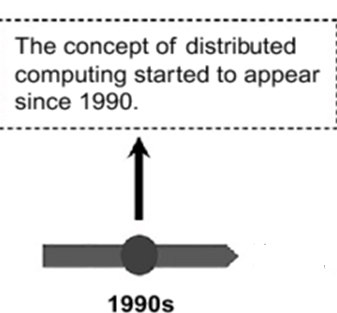 The concept of distributed
computing started to appear
since 1990.
1990s